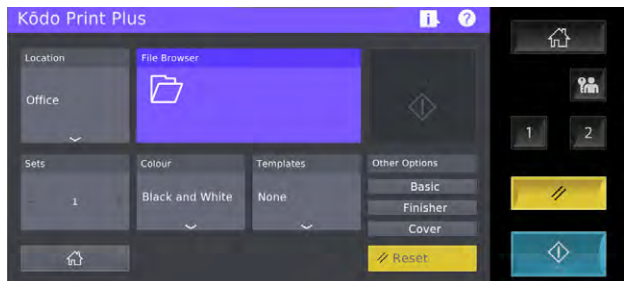 Kōdo Print Plus
i ?
Location
File Browser
Office
1 2
Sets
Colour
Templates
Other Options
1
Black and White
None
Basic
Finisher
Cover
Reset